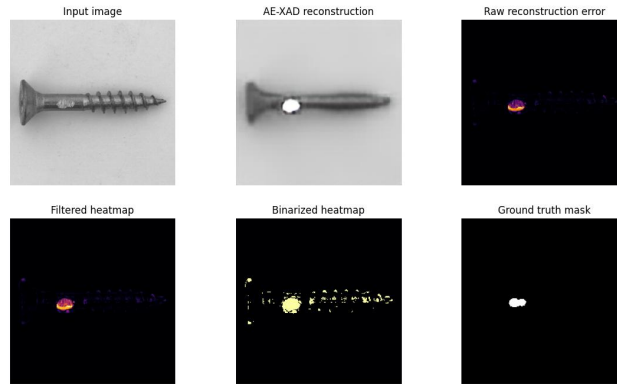 Input image
AE-XAD reconstruction
Raw reconstruction error
Filtered heatmap
Binarized heatmap
Ground truth mask